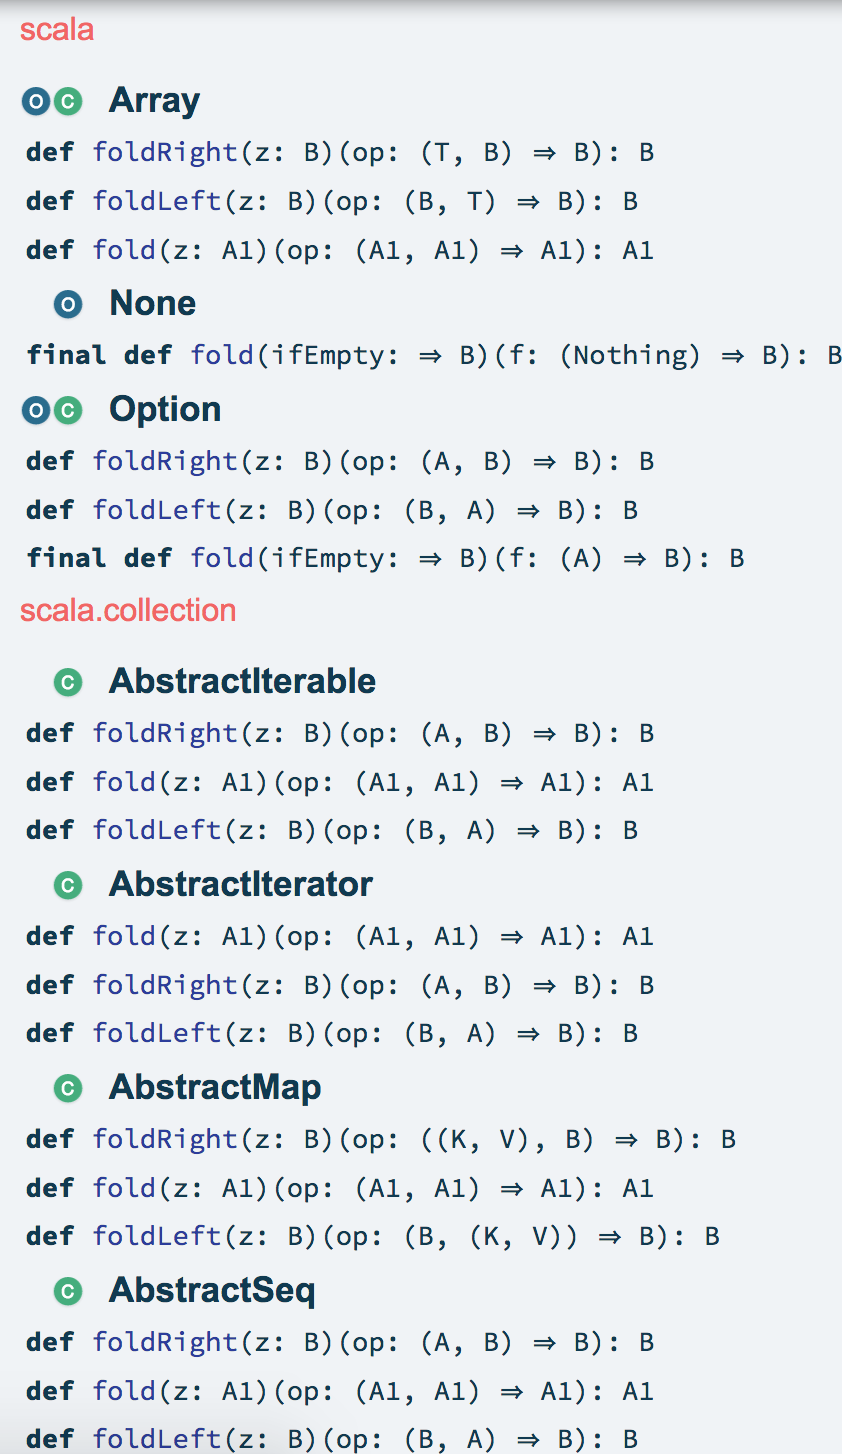 scala
O C Array
def foldRight(z: B)(op: (T, B) ⇒ B): B
def foldLeft(z: B)(op: (B, T) ⇒ B): B
def fold(z: A1)(op: (A1, A1) ⇒ A1): A1
O None
final def fold(ifEmpty: ⇒ B)(f: (Nothing) ⇒ B): B
O C Option
def foldRight(z: B)(op: (A, B) ⇒ B): B
def foldLeft(z: B)(op: (B, A) ⇒ B): B
final def fold(ifEmpty: ⇒ B)(f: (A) ⇒ B): B
scala.collection
C AbstractIterable
def foldRight(z: B)(op: (A, B) ⇒ B): B
def fold(z: A1)(op: (A1, A1) ⇒ A1): A1
def foldLeft(z: B)(op: (B, A) ⇒ B): B
C AbstractIterator
def fold(z: A1)(op: (A1, A1) ⇒ A1): A1
def foldRight(z: B)(op: (A, B) ⇒ B): B
def foldLeft(z: B)(op: (B, A) ⇒ B): B
C AbstractMap
def foldRight(z: B)(op: ((K, V), B) ⇒ B): B
def fold(z: A1)(op: (A1, A1) ⇒ A1): A1
def foldLeft(z: B)(op: (B, (K, V)) ⇒ B): B
C AbstractSeq
def foldRight(z: B)(op: (A, B) ⇒ B): B
def fold(z: A1)(op: (A1, A1) ⇒ A1): A1
def foldLeft(z: B)(op: (B, A) ⇒ B): B